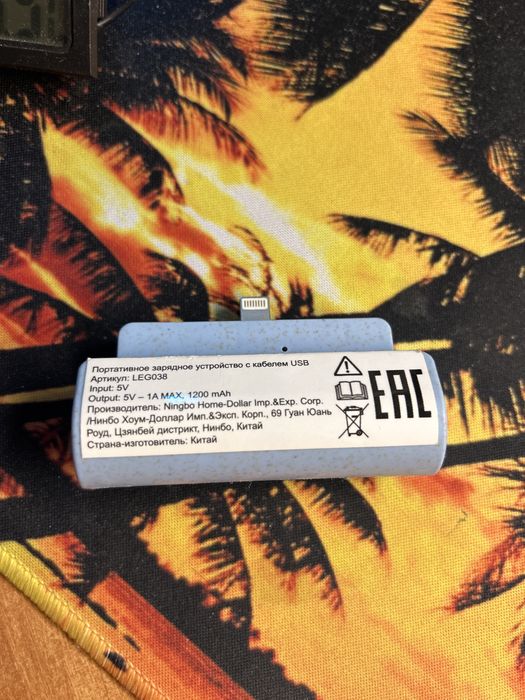 Портативное зарядное устройство с кабелем USB
Артикул: LEG038
Input: 5V
Output: 5V – 1A MAX, 1200 mAh
Производитель: Ningbo Home-Dollar Imp.&Exp. Corp.
/Нинбо Хоум-Доллар Имп.&Эксп. Корп., 69 Гуан Юань
Роуд, Цзянбей дистрикт, Нинбо, Китай
Страна-изготовитель: Китай
EAC